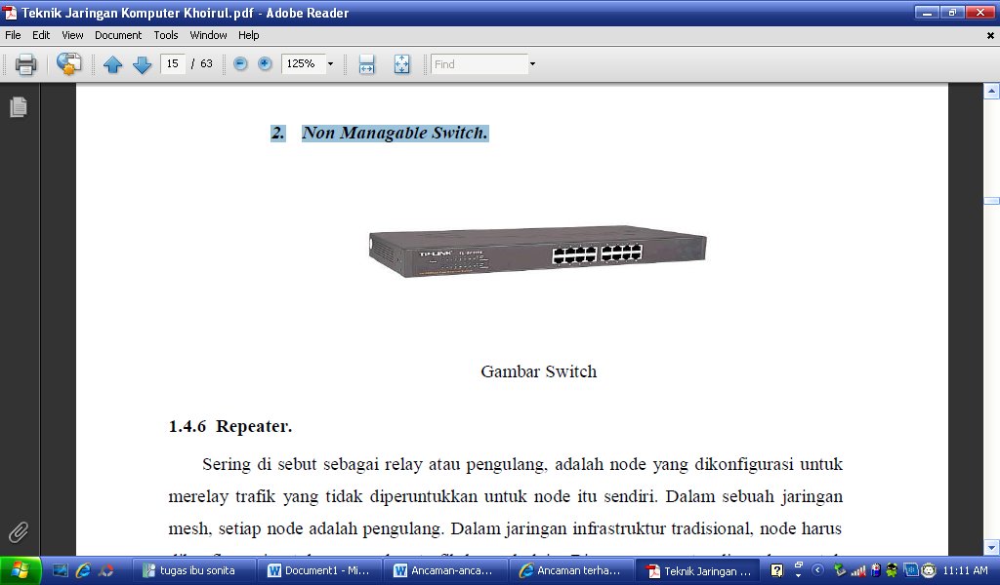 Teknik Jaringan Komputer Khoirul.pdf - Adobe Reader
File Edit View Document Tools Window Help
15 / 63 125% Find
2. Non Managable Switch.
TP-LINK
Gambar Switch
1.4.6 Repeater.
Sering di sebut sebagai relay atau pengulang, adalah node yang dikonfigurasi untuk
merelay trafik yang tidak diperuntukkan untuk node itu sendiri. Dalam sebuah jaringan
mesh, setiap node adalah pengulang. Dalam jaringan infrastruktur tradisional, node harus
start tugas ibu sonita Document1 - Mi... Ancaman-anca... Ancaman terha... Teknik Jaringan ... 11:11 AM